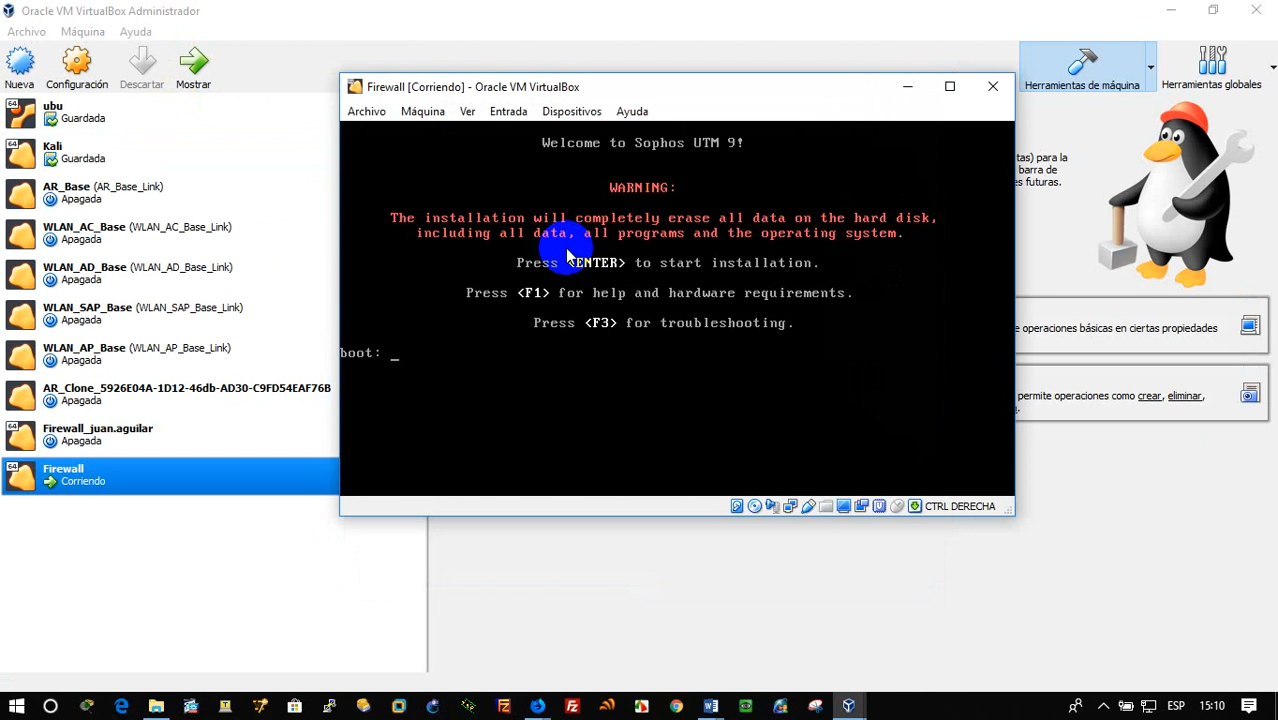 Oracle VM VirtualBox Administrador
Archivo Máquina Ayuda
Nueva Configuración Descartar Mostrar
Herramientas de máquina Herramientas globales
64 ubu
Guardada
64 Kali
Guardada
AR_Base (AR_Base_Link)
Apagada
WLAN_AC_Base (WLAN_AC_Base_Link)
Apagada
WLAN_AD_Base (WLAN_AD_Base_Link)
Apagada
WLAN_SAP_Base (WLAN_SAP_Base_Link)
Apagada
WLAN_AP_Base (WLAN_AP_Base_Link)
Apagada
AR_Clone_5926E04A-1D12-46db-AD30-C9FD54EAF76B
Apagada
64 Firewall_juan.aguilar
Apagada
64 Firewall
Corriendo
Firewall [Corriendo] - Oracle VM VirtualBox
Archivo Máquina Ver Entrada Dispositivos Ayuda
Welcome to Sophos UTM 9!
WARNING:
The installation will completely erase all data on the hard disk,
including all data, all programs and the operating system.
Press <ENTER> to start installation.
Press <F1> for help and hardware requirements.
Press <F3> for troubleshooting.
boot: _
CTRL DERECHA
tas) para la
barra de
is futuras.
e operaciones básicas en ciertas propiedades
permite operaciones como crear, eliminar,
ESP 15:10